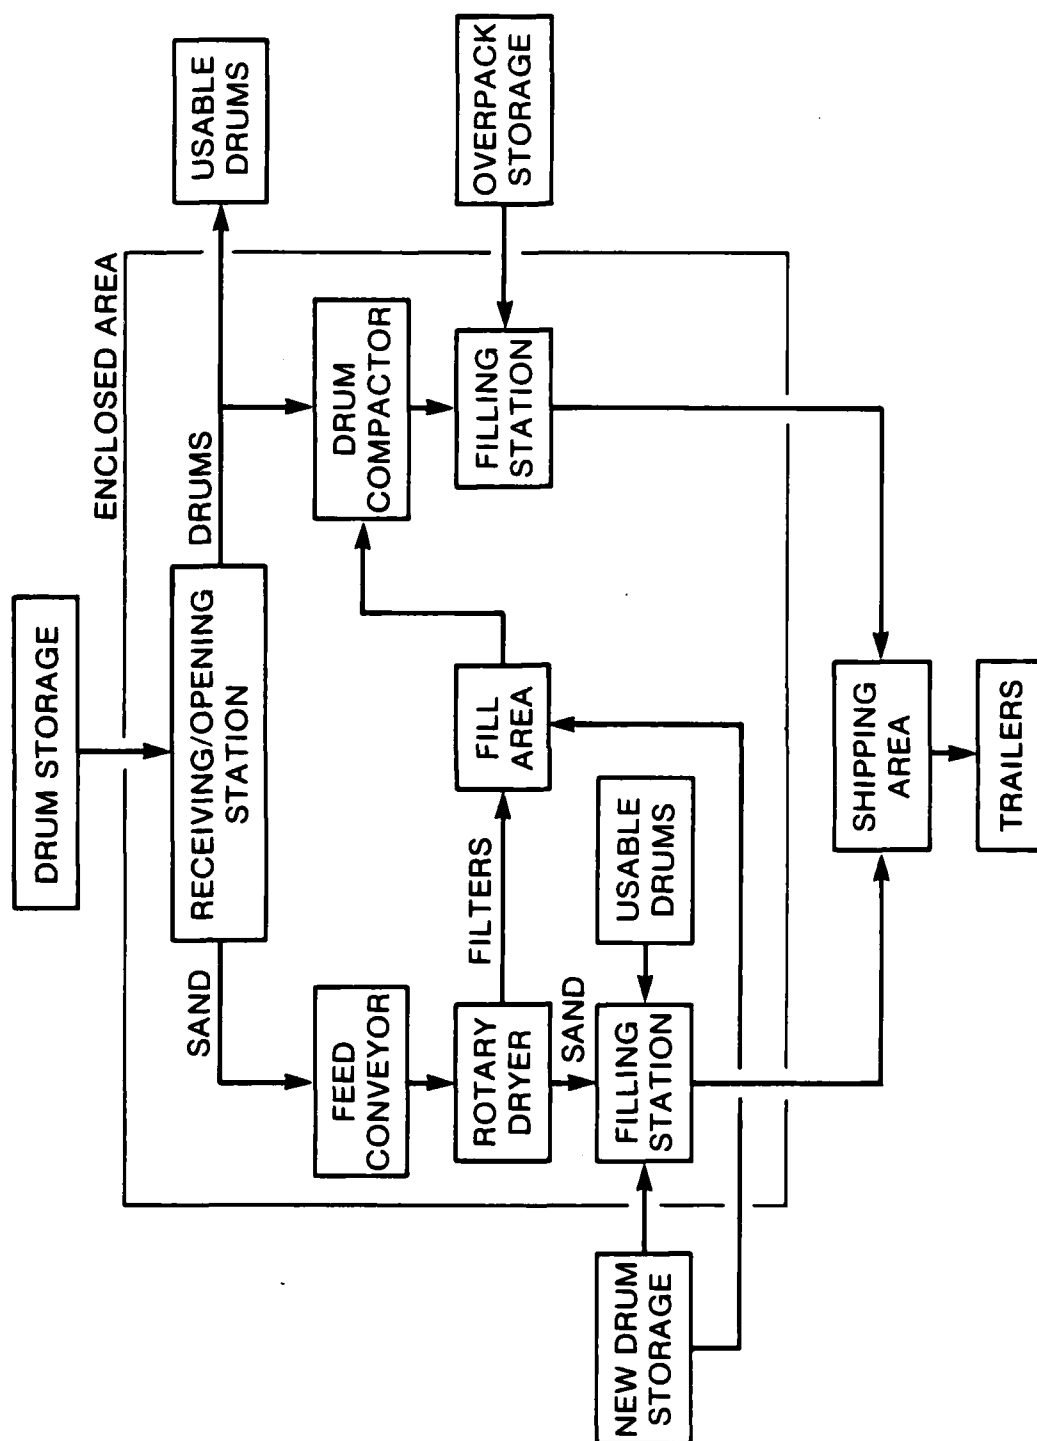 DRUM STORAGE
ENCLOSED AREA
RECEIVING/OPENING
STATION
SAND
DRUMS
USABLE
DRUMS
FEED
CONVEYOR
DRUM
COMPACTOR
ROTARY
DRYER
FILTERS
FILL
AREA
FILLING
STATION
OVERPACK
STORAGE
SAND
NEW DRUM
STORAGE
FILLING
STATION
USABLE
DRUMS
SHIPPING
AREA
TRAILERS